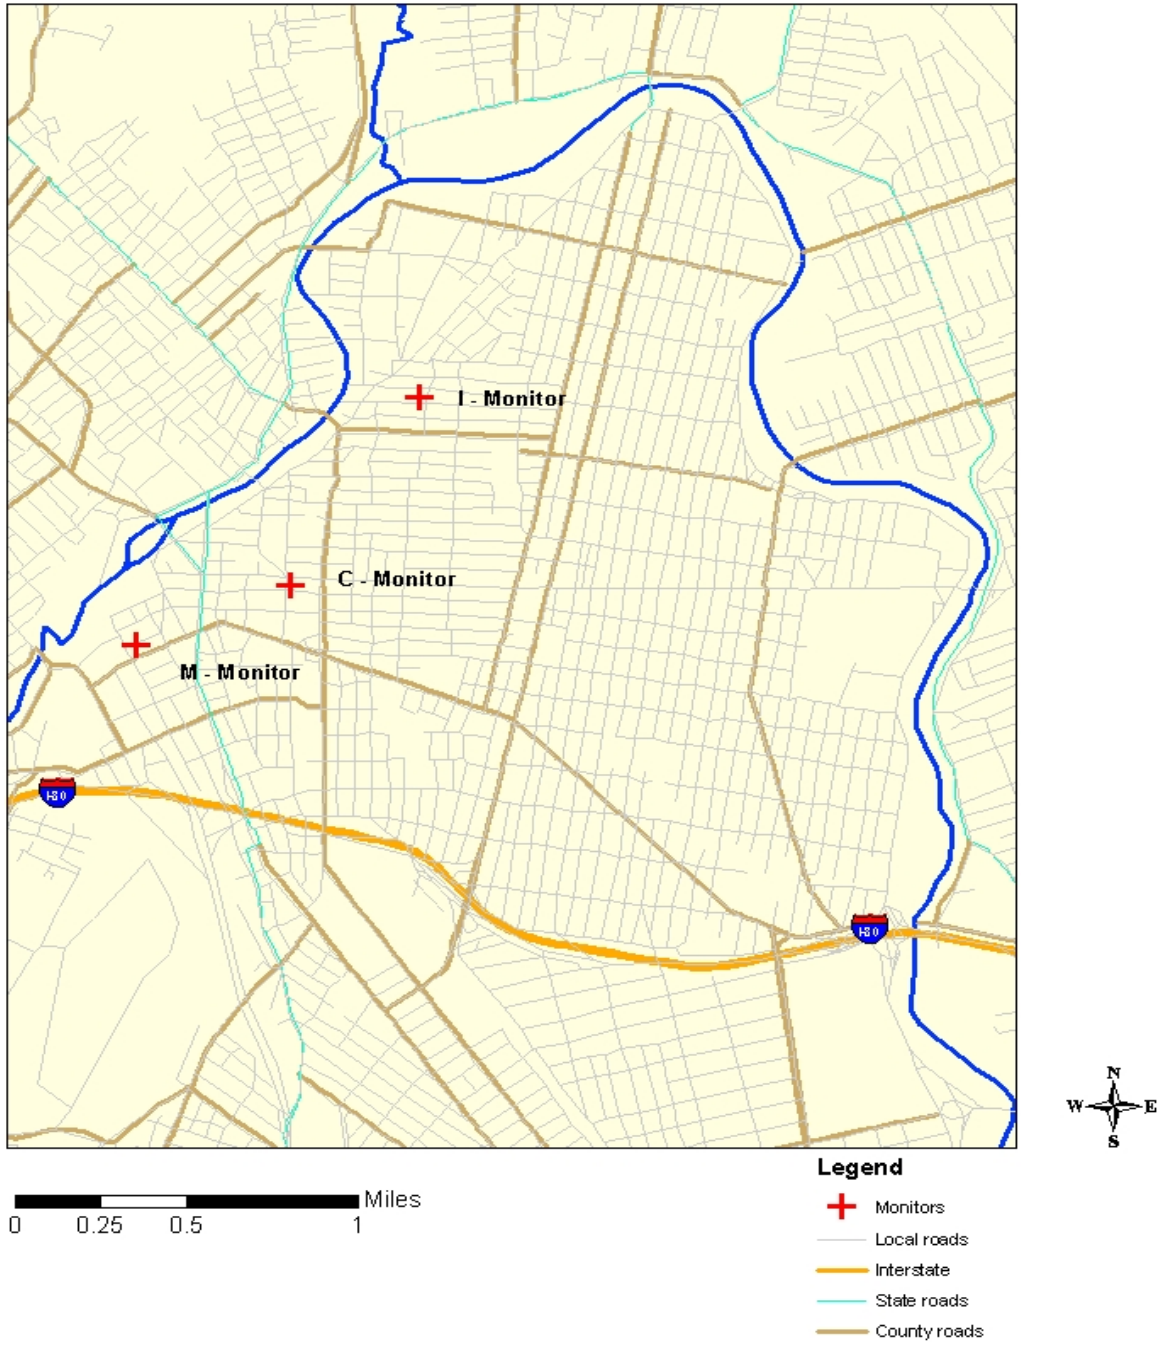 I - Monitor
C - Monitor
M - Monitor
I-80
I-80
N
W E
S
Miles
0 0.25 0.5 1
Legend
Monitors
Local roads
Interstate
State roads
County roads